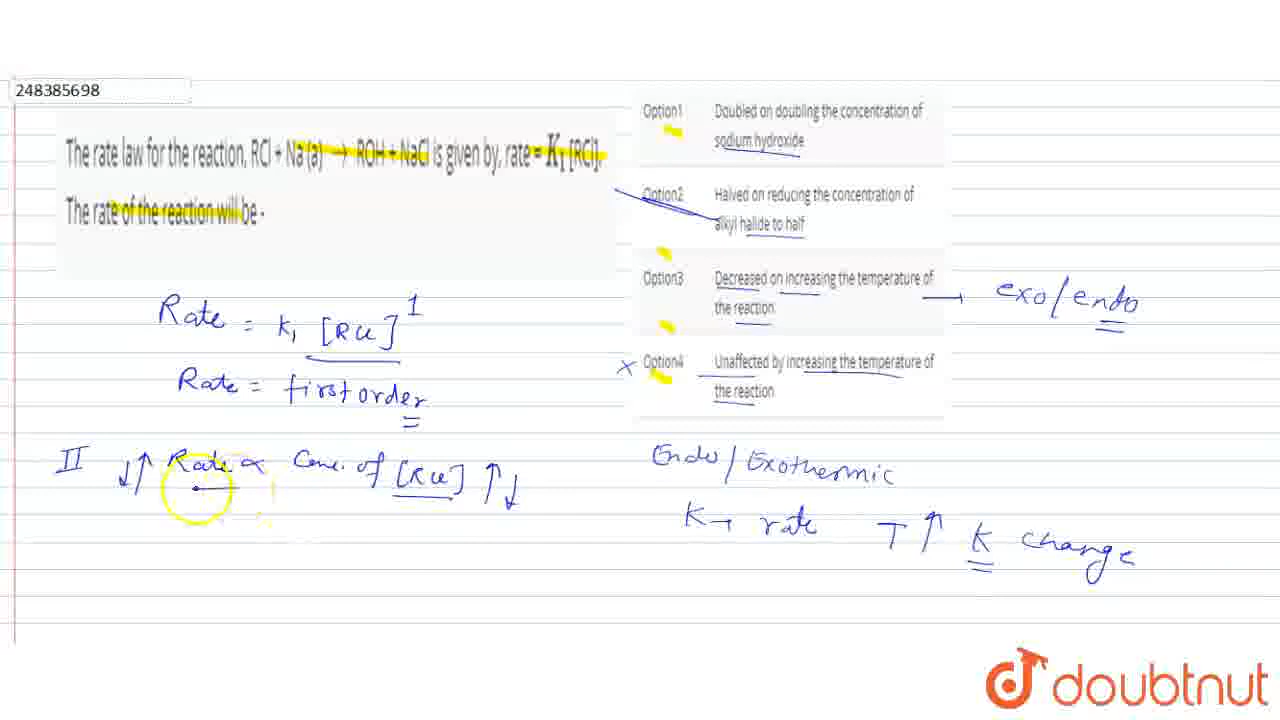 248385698
The rate law for the reaction, RCl + Na (a) → ROH + NaCl is given by, rate = K₁ [RCl].
The rate of the reaction will be -
Option1 Doubled on doubling the concentration of
sodium hydroxide
Option2 Halved on reducing the concentration of
alkyl halide to half
Option3 Decreased on increasing the temperature of
the reaction
Option4 Unaffected by increasing the temperature of
the reaction
→ exo/endo
Rate = K₁ [RCl]¹
Rate = first order
II ↓↑ Rate ∝ Conc. of [RCl] ↑↓
Endo/Exothermic
K → rate T ↑ K change
doubtnut